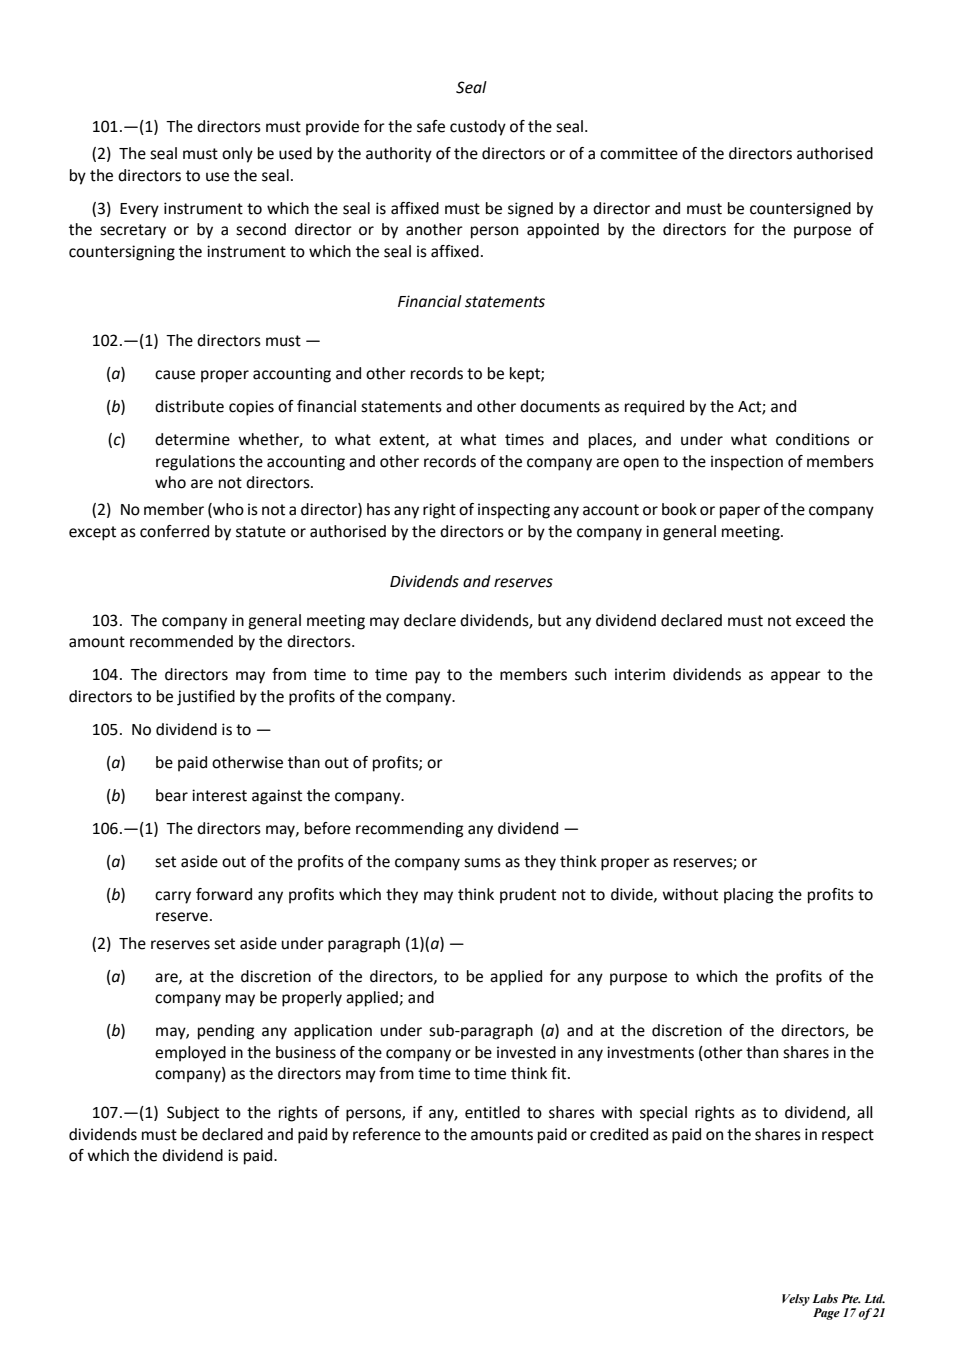 Seal
101.—(1) The directors must provide for the safe custody of the seal.
(2) The seal must only be used by the authority of the directors or of a committee of the directors authorised
by the directors to use the seal.
(3) Every instrument to which the seal is affixed must be signed by a director and must be countersigned by
the secretary or by a second director or by another person appointed by the directors for the purpose of
countersigning the instrument to which the seal is affixed.
Financial statements
102.—(1) The directors must —
(a) cause proper accounting and other records to be kept;
(b) distribute copies of financial statements and other documents as required by the Act; and
(c) determine whether, to what extent, at what times and places, and under what conditions or
regulations the accounting and other records of the company are open to the inspection of members
who are not directors.
(2) No member (who is not a director) has any right of inspecting any account or book or paper of the company
except as conferred by statute or authorised by the directors or by the company in general meeting.
Dividends and reserves
103. The company in general meeting may declare dividends, but any dividend declared must not exceed the
amount recommended by the directors.
104. The directors may from time to time pay to the members such interim dividends as appear to the
directors to be justified by the profits of the company.
105. No dividend is to —
(a) be paid otherwise than out of profits; or
(b) bear interest against the company.
106.—(1) The directors may, before recommending any dividend —
(a) set aside out of the profits of the company sums as they think proper as reserves; or
(b) carry forward any profits which they may think prudent not to divide, without placing the profits to
reserve.
(2) The reserves set aside under paragraph (1)(a) —
(a) are, at the discretion of the directors, to be applied for any purpose to which the profits of the
company may be properly applied; and
(b) may, pending any application under sub-paragraph (a) and at the discretion of the directors, be
employed in the business of the company or be invested in any investments (other than shares in the
company) as the directors may from time to time think fit.
107.—(1) Subject to the rights of persons, if any, entitled to shares with special rights as to dividend, all
dividends must be declared and paid by reference to the amounts paid or credited as paid on the shares in respect
of which the dividend is paid.
Velsy Labs Pte. Ltd.
Page 17 of 21